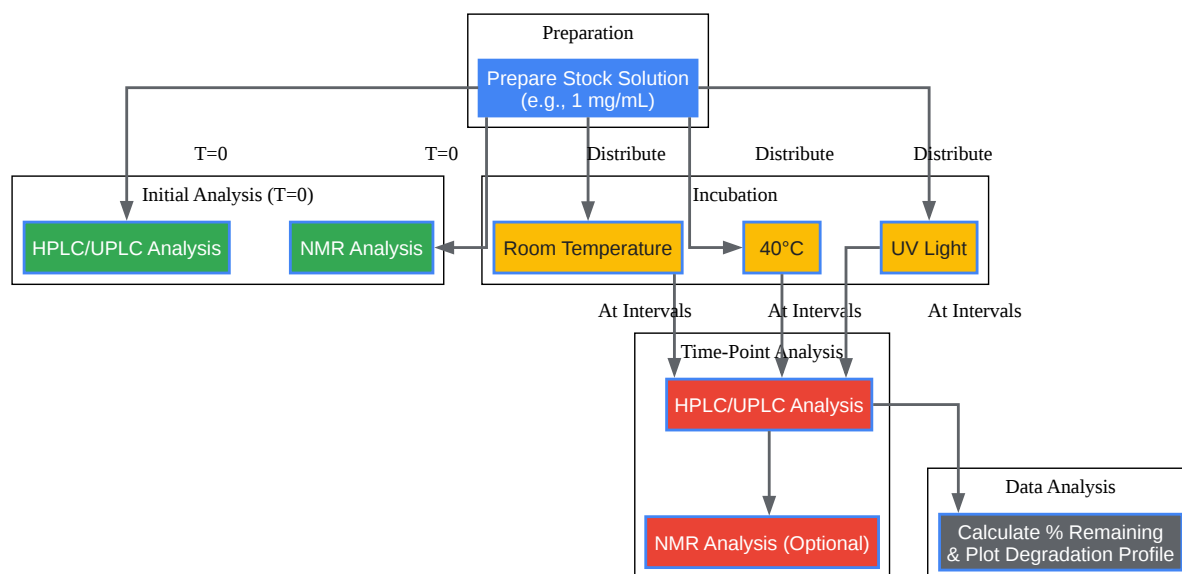 Preparation
Prepare Stock Solution
(e.g., 1 mg/mL)
T=0
T=0
Distribute
Distribute
Distribute
Initial Analysis (T=0)
Incubation
HPLC/UPLC Analysis
NMR Analysis
Room Temperature
40°C
UV Light
At Intervals
At Intervals
At Intervals
Time-Point Analysis
HPLC/UPLC Analysis
Data Analysis
NMR Analysis (Optional)
Calculate % Remaining
& Plot Degradation Profile